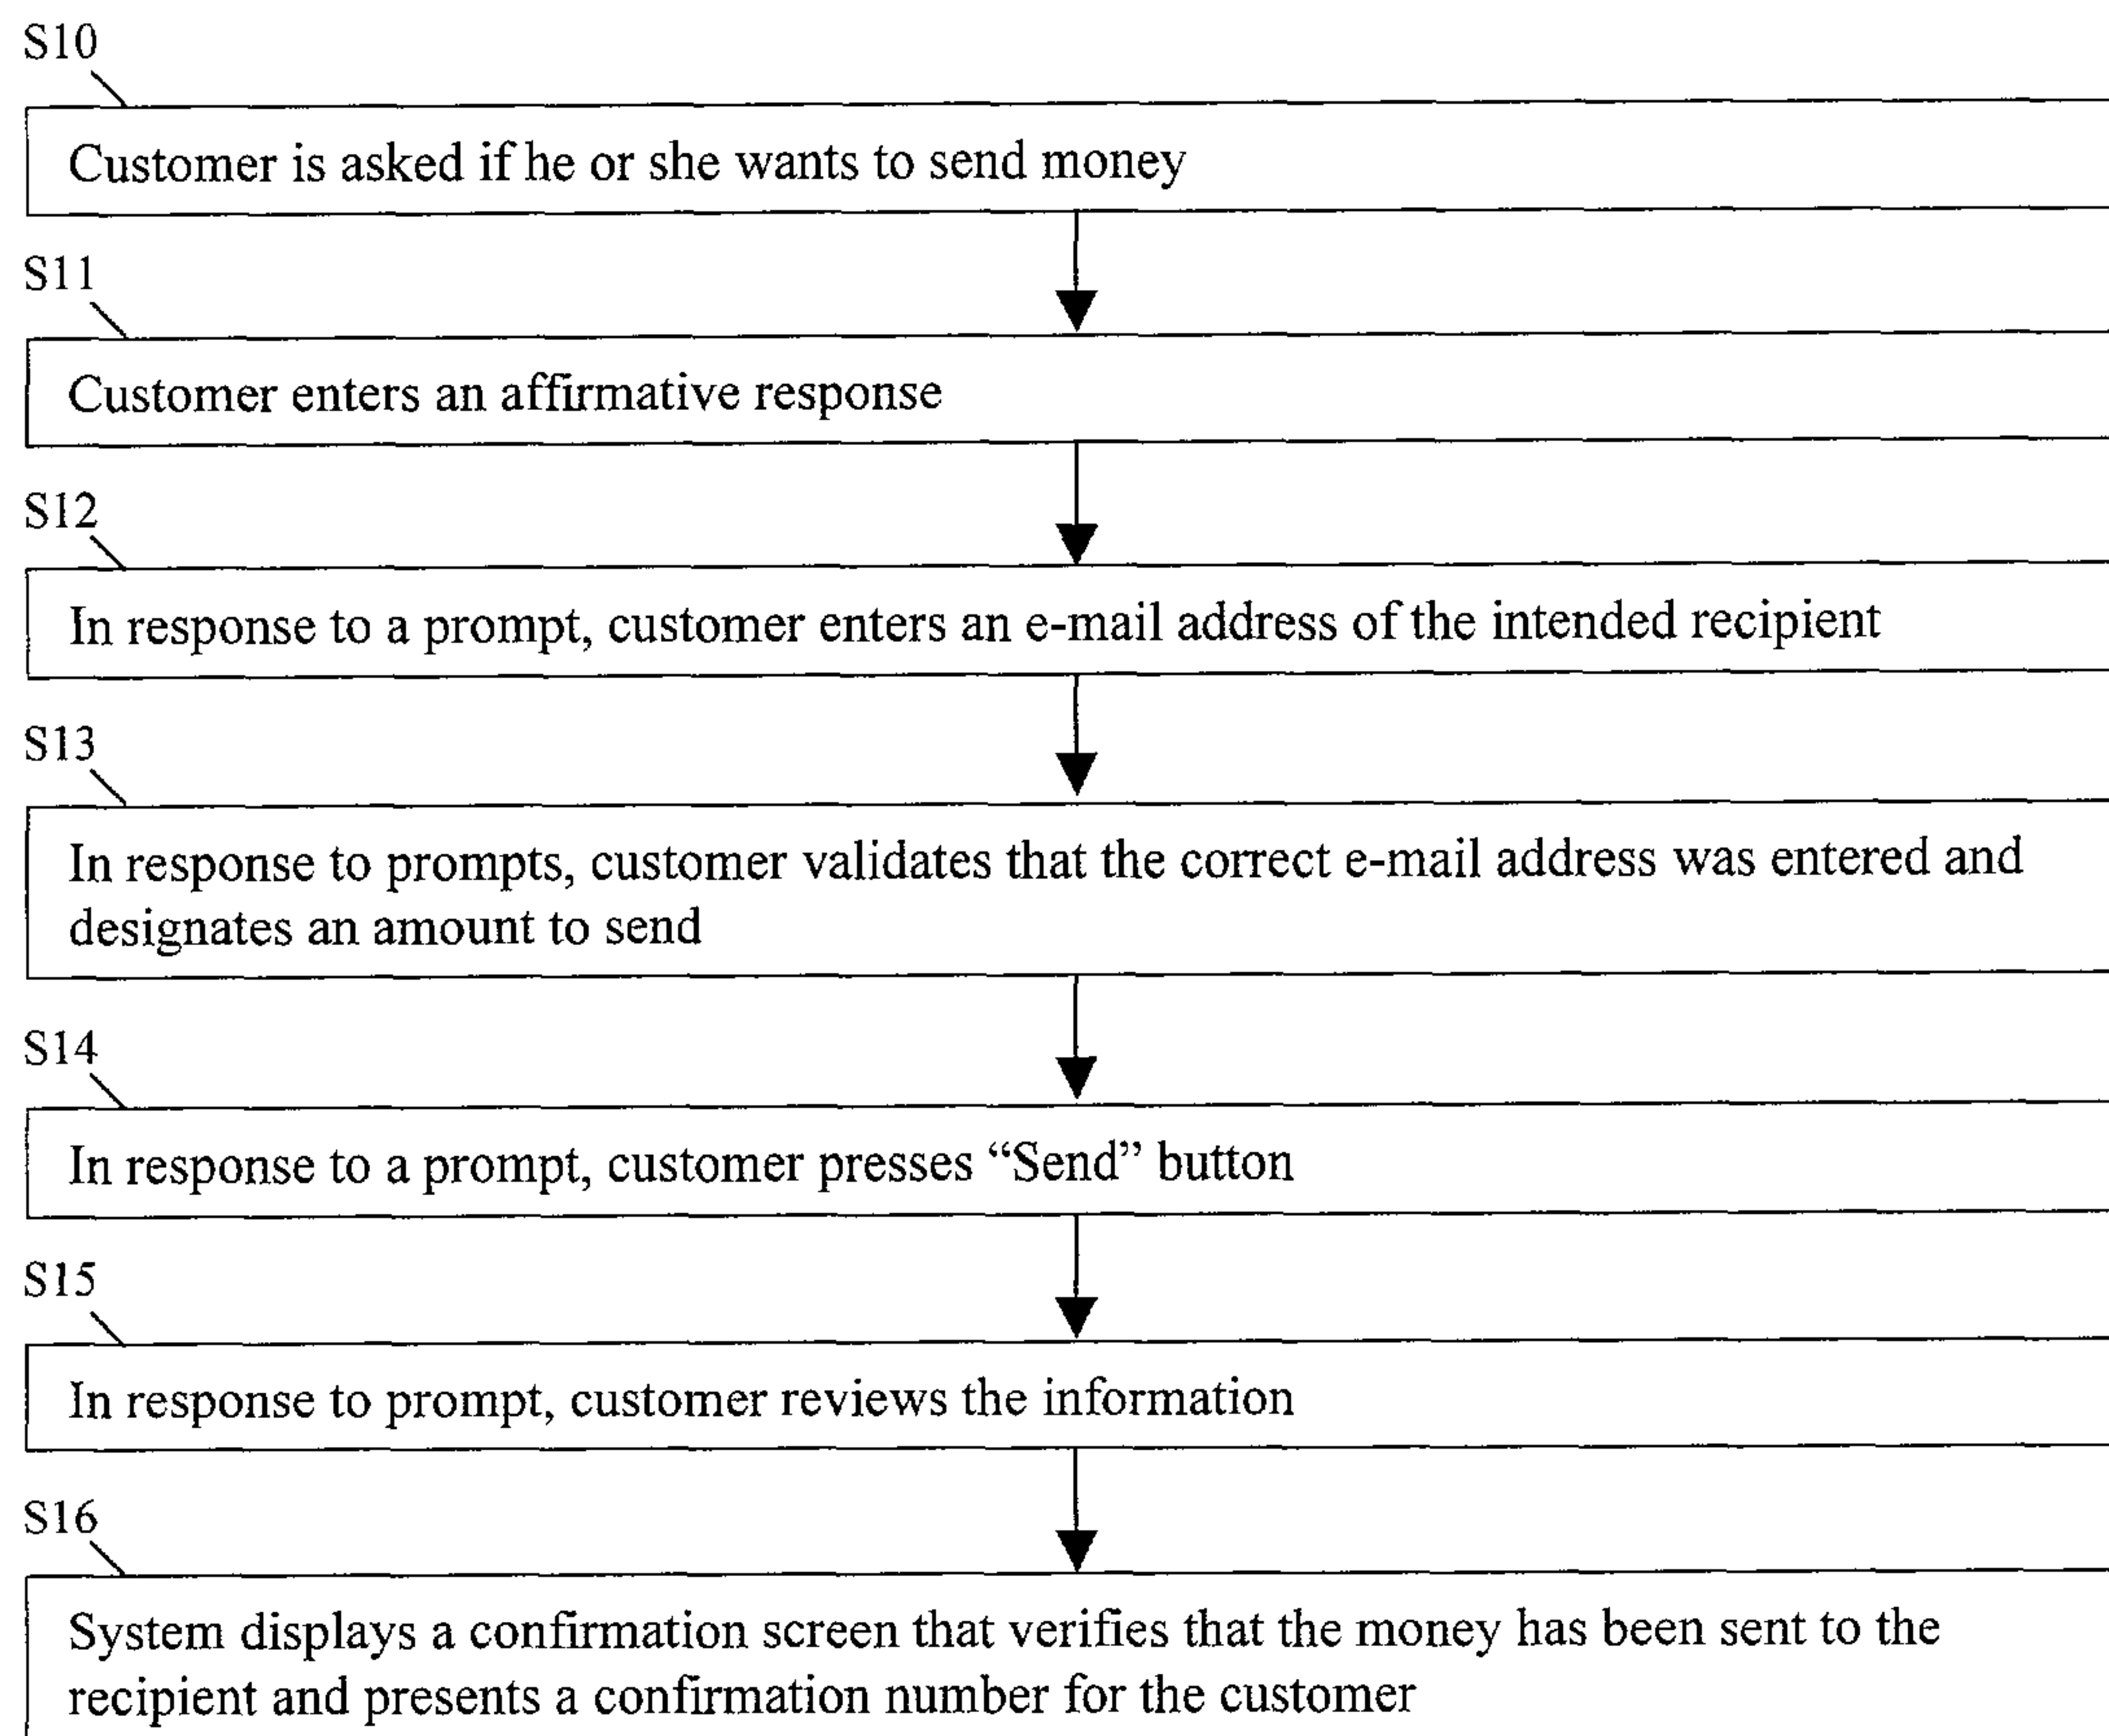 S10
Customer is asked if he or she wants to send money
S11
Customer enters an affirmative response
S12
In response to a prompt, customer enters an e-mail address of the intended recipient
S13
In response to prompts, customer validates that the correct e-mail address was entered and
designates an amount to send
S14
In response to a prompt, customer presses “Send” button
S15
In response to prompt, customer reviews the information
S16
System displays a confirmation screen that verifies that the money has been sent to the
recipient and presents a confirmation number for the customer